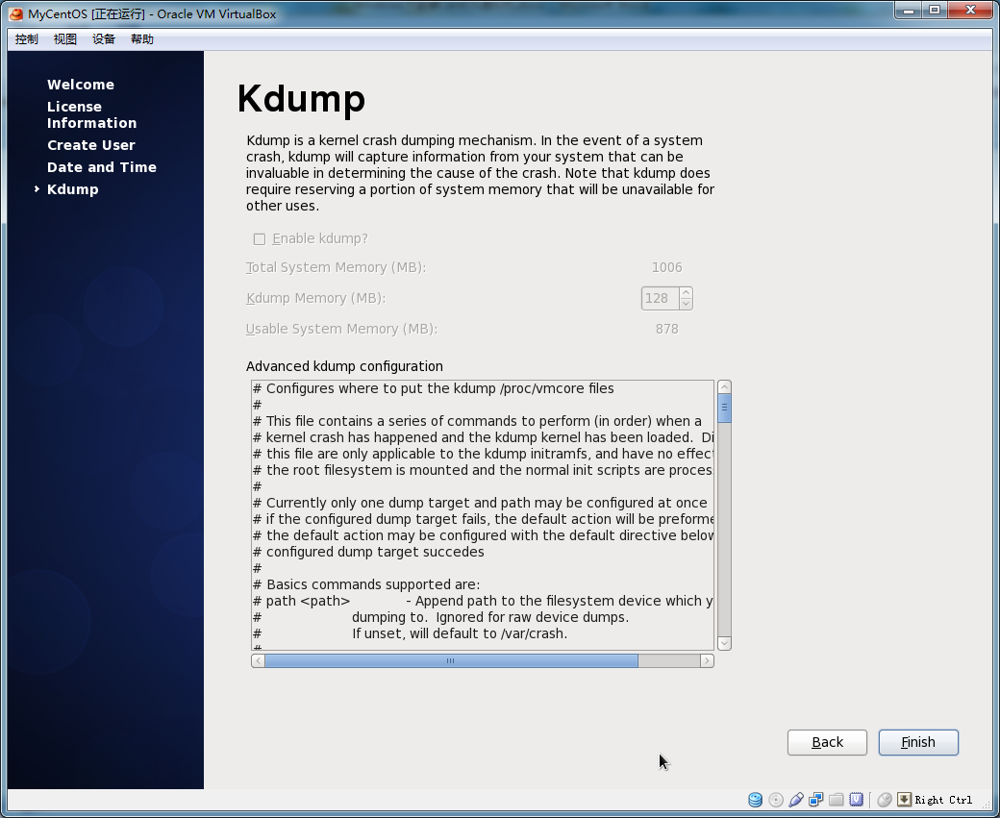 MyCentOS [正在运行] - Oracle VM VirtualBox
控制 视图 设备 帮助
Welcome
License
Information
Create User
Date and Time
Kdump
Kdump
Kdump is a kernel crash dumping mechanism. In the event of a system
crash, kdump will capture information from your system that can be
invaluable in determining the cause of the crash. Note that kdump does
require reserving a portion of system memory that will be unavailable for
other uses.
Enable kdump?
Total System Memory (MB): 1006
Kdump Memory (MB): 128
Usable System Memory (MB): 878
Advanced kdump configuration
# Configures where to put the kdump /proc/vmcore files
#
# This file contains a series of commands to perform (in order) when a
# kernel crash has happened and the kdump kernel has been loaded. Di
# this file are only applicable to the kdump initramfs, and have no effect
# the root filesystem is mounted and the normal init scripts are proces
#
# Currently only one dump target and path may be configured at once
# if the configured dump target fails, the default action will be preforme
# the default action may be configured with the default directive below
# configured dump target succedes
#
# Basics commands supported are:
# path <path> - Append path to the filesystem device which y
# dumping to. Ignored for raw device dumps.
# If unset, will default to /var/crash.
#
Back Finish
Right Ctrl